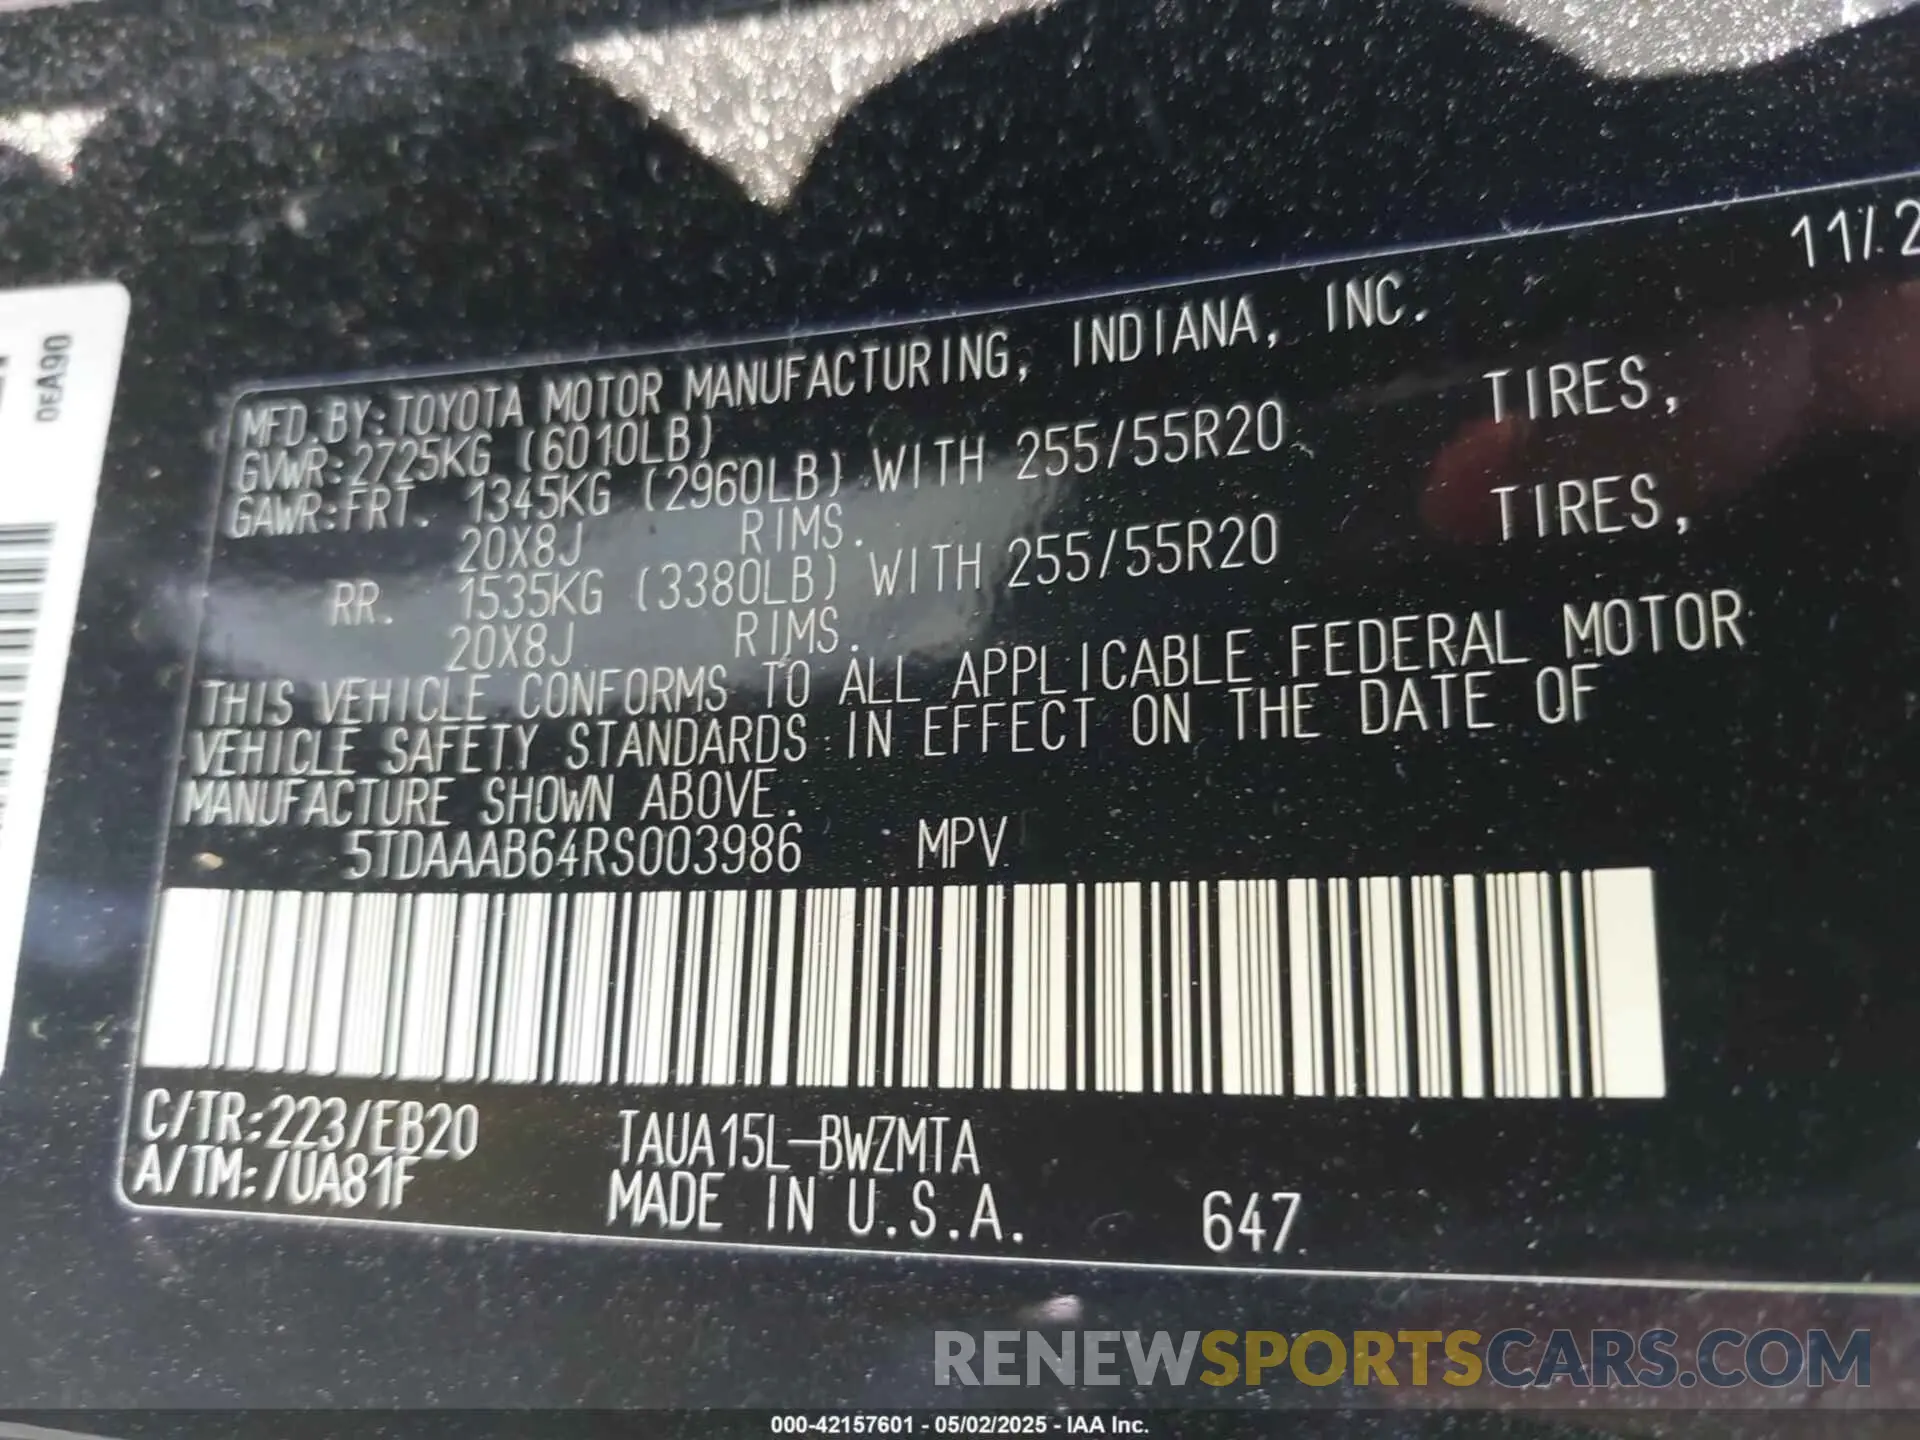 11/2
0EA90
MFD.BY:TOYOTA MOTOR MANUFACTURING, INDIANA, INC.
GVWR:2725KG (6010LB)
GAWR:FRT. 1345KG (2960LB) WITH 255/55R20 TIRES,
20X8J RIMS.
RR. 1535KG (3380LB) WITH 255/55R20 TIRES,
20X8J RIMS.
THIS VEHICLE CONFORMS TO ALL APPLICABLE FEDERAL MOTOR
VEHICLE SAFETY STANDARDS IN EFFECT ON THE DATE OF
MANUFACTURE SHOWN ABOVE.
5TDAAAB64RS003986 MPV
C/TR:223/EB20 TAUA15L-BWZMTA
A/TM:/UA81F MADE IN U.S.A. 647
RENEWSPORTSCARS.COM
000-42157601 - 05/02/2025 - IAA Inc.